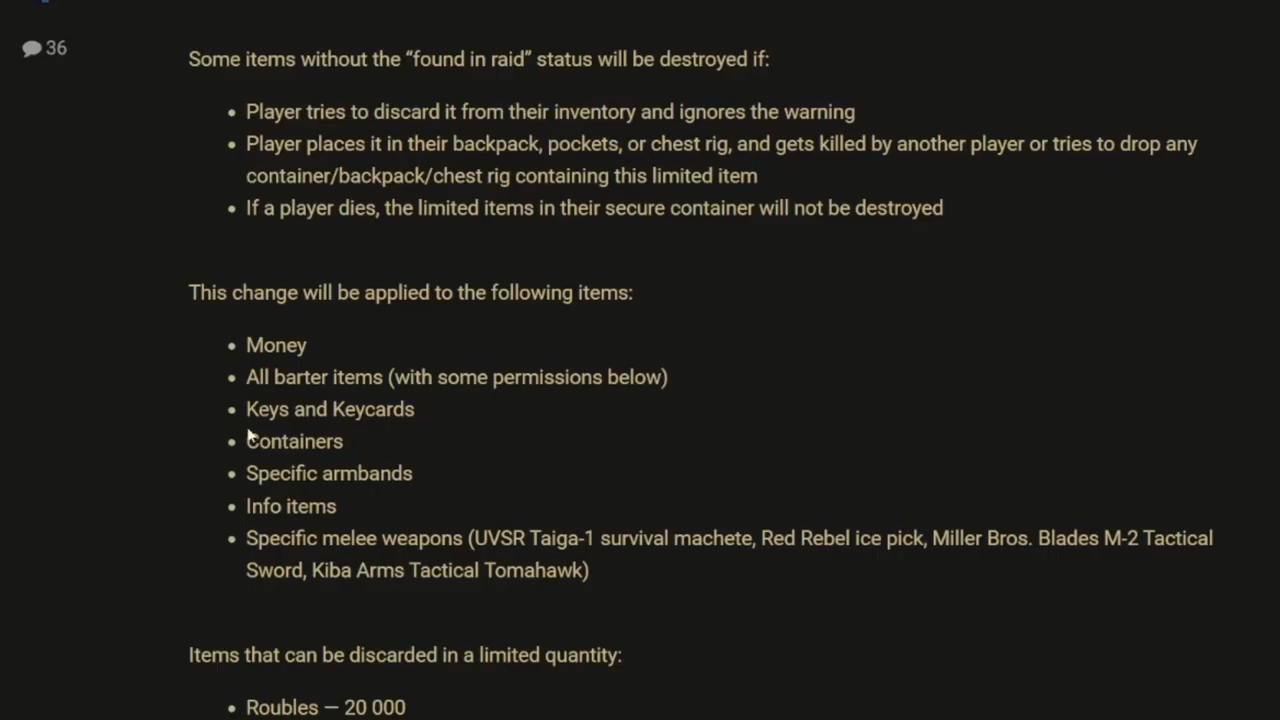 36
Some items without the “found in raid” status will be destroyed if:
• Player tries to discard it from their inventory and ignores the warning
• Player places it in their backpack, pockets, or chest rig, and gets killed by another player or tries to drop any
container/backpack/chest rig containing this limited item
• If a player dies, the limited items in their secure container will not be destroyed
This change will be applied to the following items:
• Money
• All barter items (with some permissions below)
• Keys and Keycards
• Containers
• Specific armbands
• Info items
• Specific melee weapons (UVSR Taiga-1 survival machete, Red Rebel ice pick, Miller Bros. Blades M-2 Tactical
Sword, Kiba Arms Tactical Tomahawk)
Items that can be discarded in a limited quantity:
• Roubles — 20 000